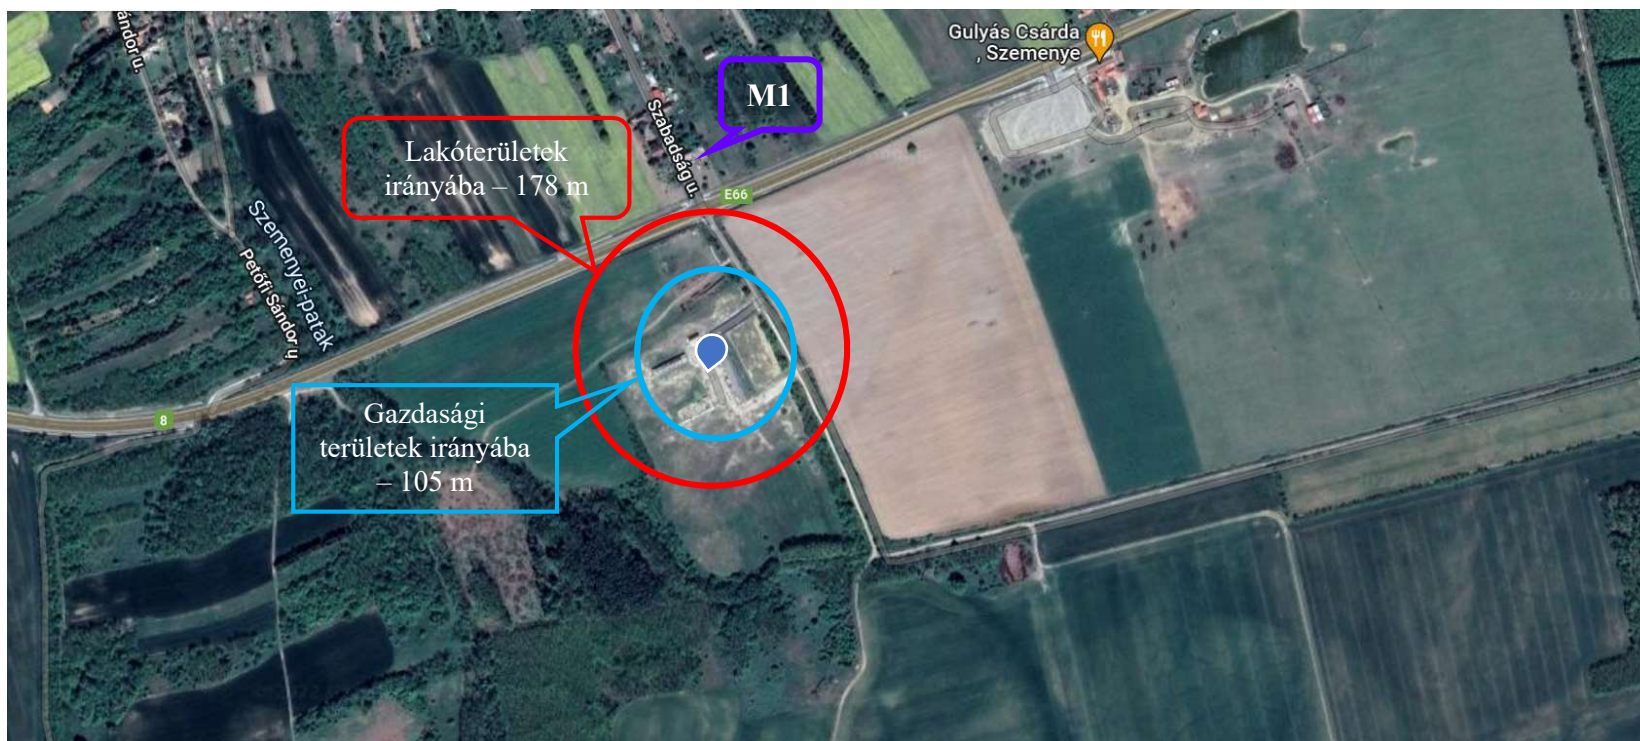 ándor u.
Gulyás Csárda
, Szemenye
M1
Szabadság u.
Lakóterületek
irányába – 178 m
E66
Szemenyei-patak
Petőfi Sándor u
8
Gazdasági
területek irányába
– 105 m